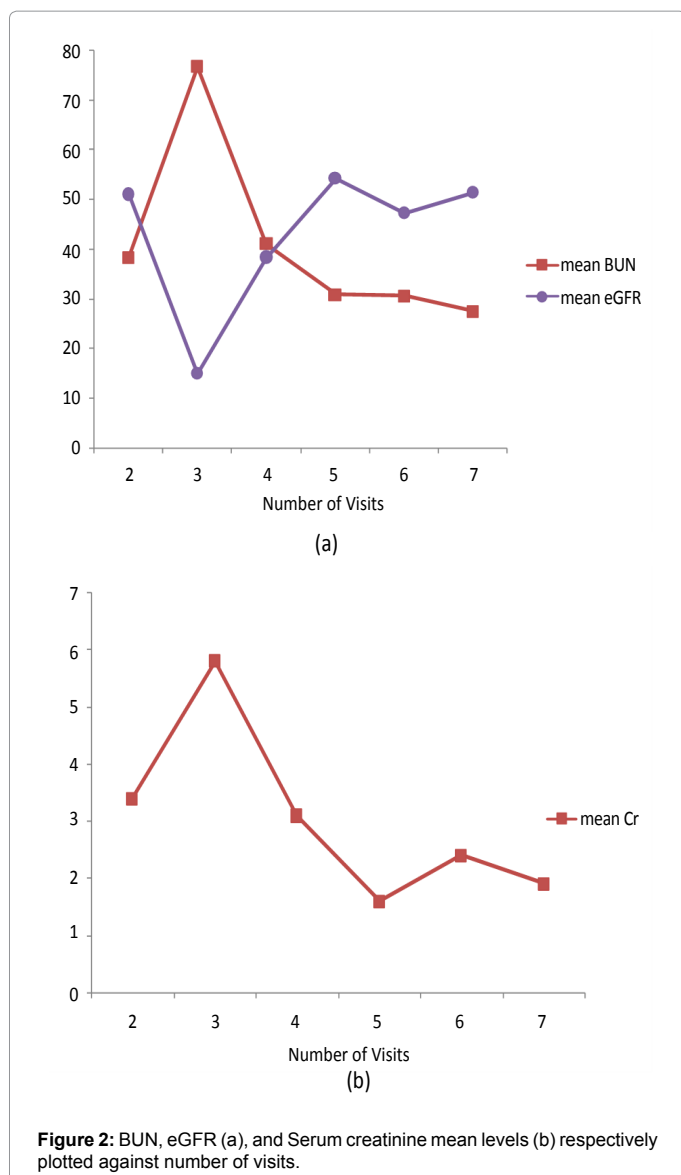 80
70
60
50
40
30
20
10
0
mean BUN
mean eGFR
2 3 4 5 6 7
Number of Visits
(a)
7
6
5
4
3
2
1
0
mean Cr
2 3 4 5 6 7
Number of Visits
(b)
Figure 2: BUN, eGFR (a), and Serum creatinine mean levels (b) respectively
plotted against number of visits.